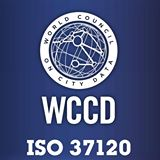 WORLD COUNCIL
ON CITY DATA
WCCD
ISO 37120